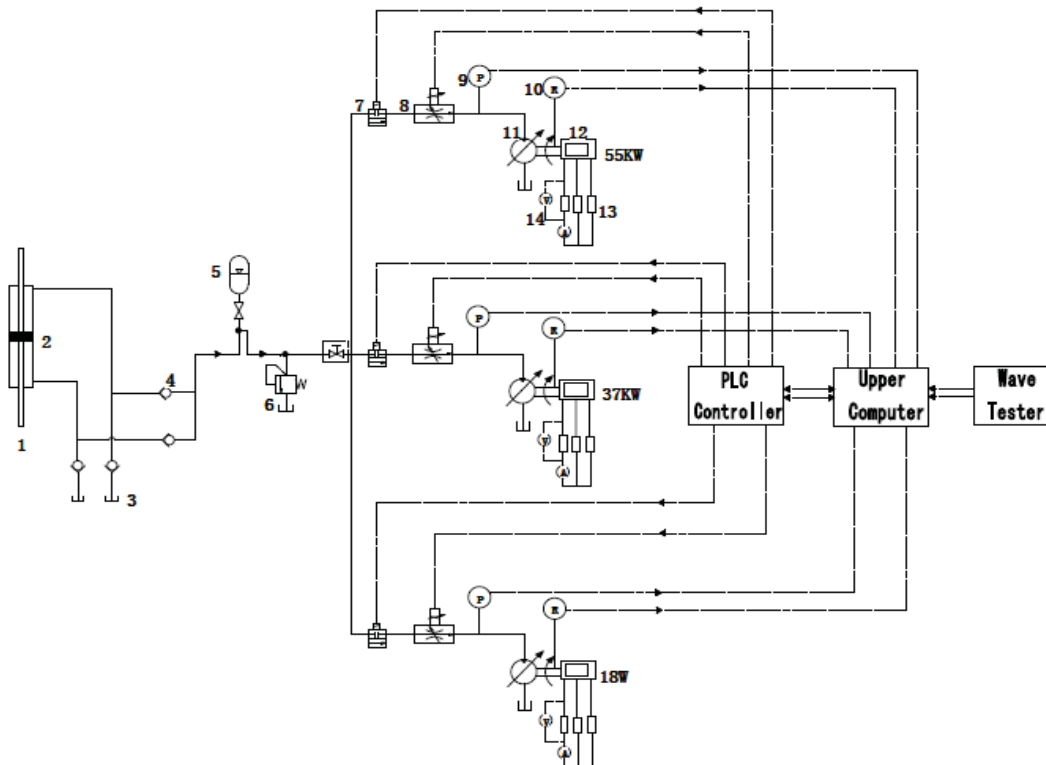 7
8
9
P
10
R
11
12
55KW
14
V
13
A
5
2
1
4
6
3
P
R
37KW
V
A
PLC
Controller
Upper
Computer
Wave
Tester
P
R
18W
V
A